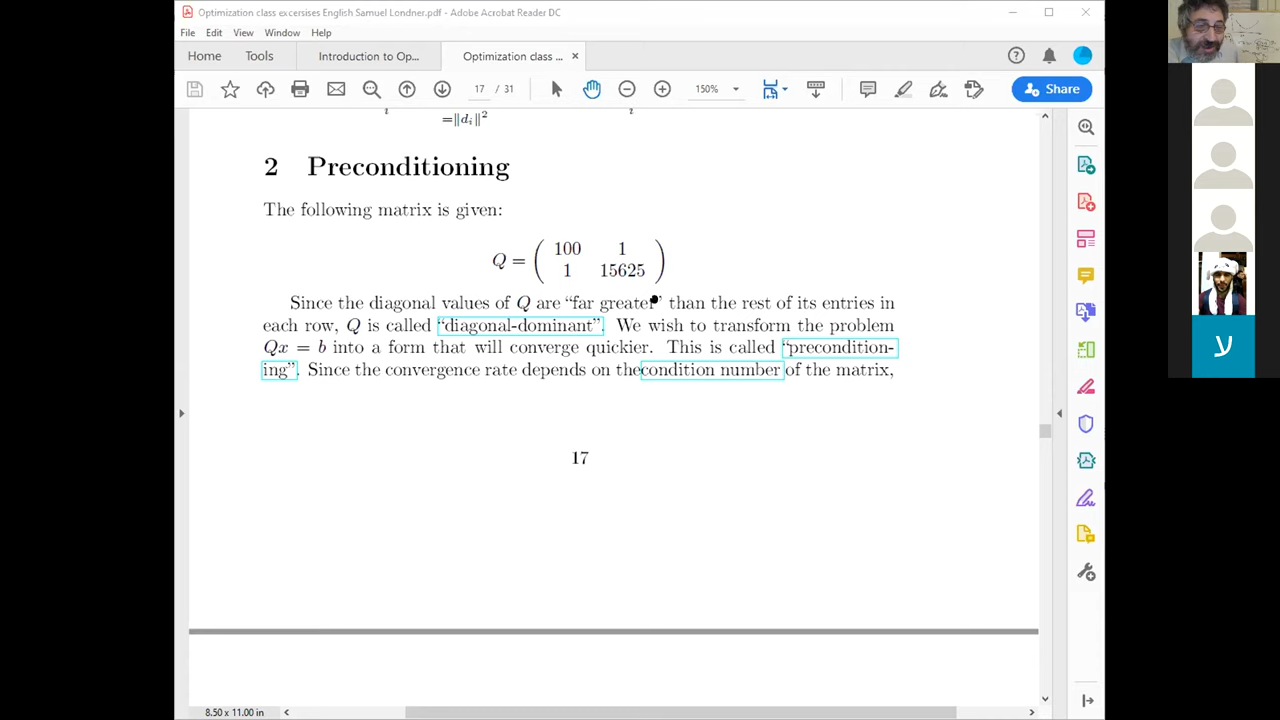 Optimization class excersises English Samuel Londner.pdf - Adobe Acrobat Reader DC
File Edit View Window Help
Home Tools Introduction to Op... Optimization class ... ×
17 / 31 150% Share
i =‖d_i‖² i
2 Preconditioning
The following matrix is given:
Q = ( 100 1
1 15625 )
Since the diagonal values of Q are “far greater” than the rest of its entries in
each row, Q is called “diagonal-dominant”. We wish to transform the problem
Qx = b into a form that will converge quickier. This is called “precondition-
ing”. Since the convergence rate depends on thecondition number of the matrix,
17
8.50 x 11.00 in
ע